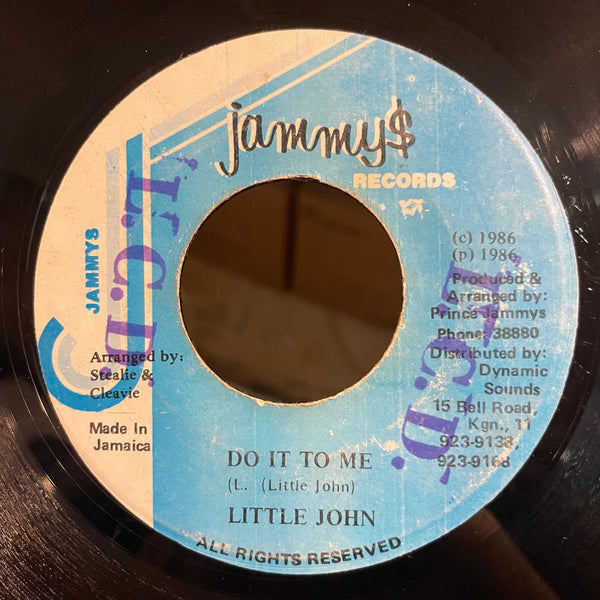 jammy$
RECORDS
JAMMYS
L.C.D.
(c) 1986
(p) 1986
Produced &
Arranged by:
Prince Jammys
Phone: 38880
Distributed by:
Dynamic
Sounds
15 Bell Road,
Kgn., 11
923-9138,
923-9168
L.C.D.
Arranged by:
Stealie &
Cleavie
Made In
Jamaica
DO IT TO ME
(L. (Little John)
LITTLE JOHN
ALL RIGHTS RESERVED